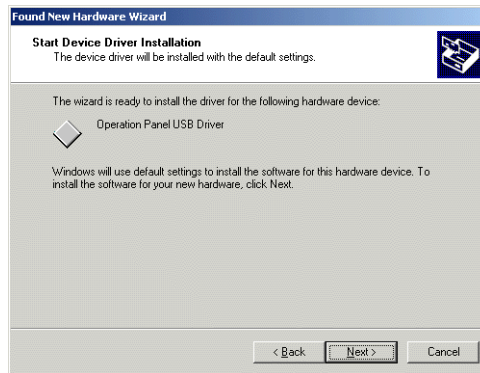 Found New Hardware Wizard
Start Device Driver Installation
The device driver will be installed with the default settings.
The wizard is ready to install the driver for the following hardware device:
Operation Panel USB Driver
Windows will use default settings to install the software for this hardware device. To
install the software for your new hardware, click Next.
< Back Next > Cancel